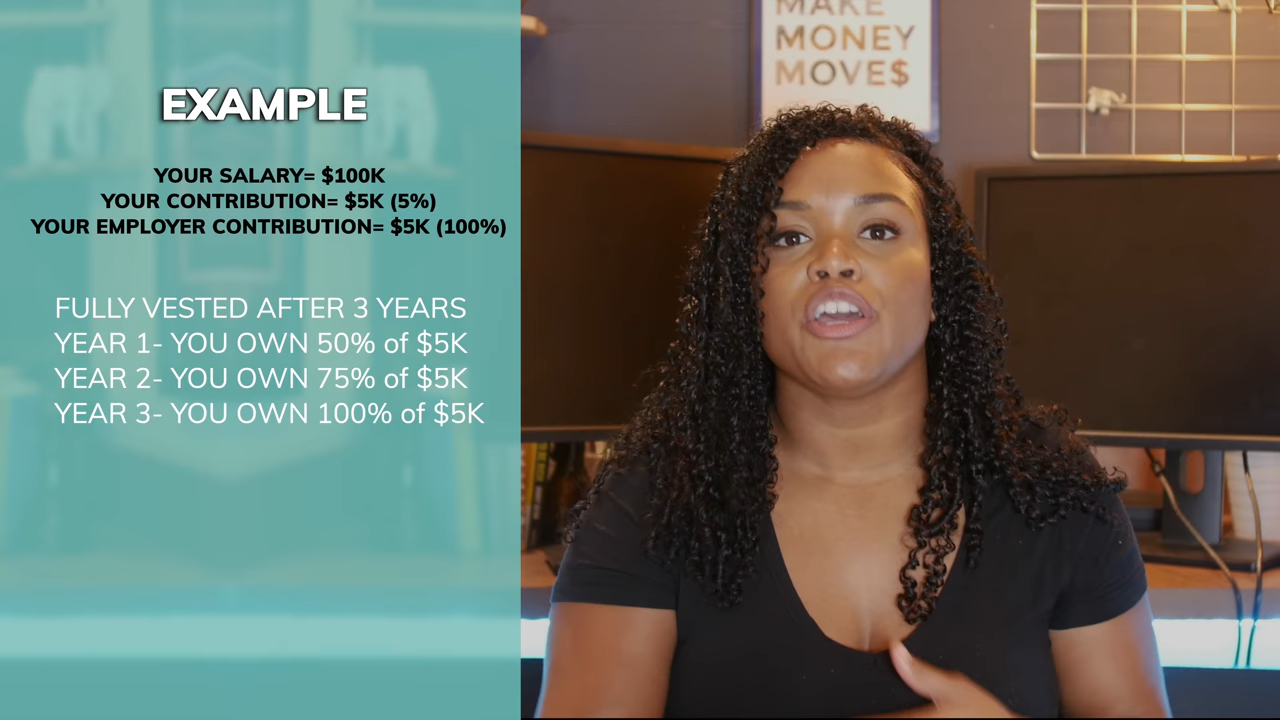 EXAMPLE
YOUR SALARY= $100K
YOUR CONTRIBUTION= $5K (5%)
YOUR EMPLOYER CONTRIBUTION= $5K (100%)
FULLY VESTED AFTER 3 YEARS
YEAR 1- YOU OWN 50% of $5K
YEAR 2- YOU OWN 75% of $5K
YEAR 3- YOU OWN 100% of $5K
MAKE
MONEY
MOVE$